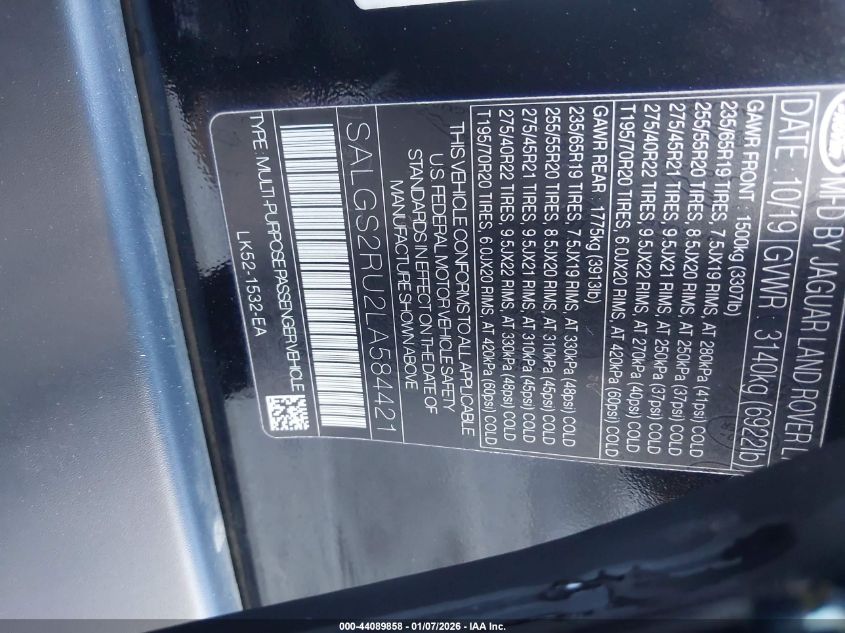 M-D BY JAGUAR LAND ROVER
DATE 10/19 GVWR : 3140kg (6922lb)
GAWR FRONT : 1500kg (3307lb)
235/65R19 TIRES, 7.5JX19 RIMS, AT 280kPa (41psi) COLD
255/55R20 TIRES, 8.5JX20 RIMS, AT 250kPa (37psi) COLD
275/45R21 TIRES, 9.5JX21 RIMS, AT 250kPa (37psi) COLD
275/40R22 TIRES, 9.5JX22 RIMS, AT 270kPa (40psi) COLD
T195/70R20 TIRES, 6.0JX20 RIMS, AT 420kPa (60psi) COLD
GAWR REAR : 1775kg (3913lb)
235/65R19 TIRES, 7.5JX19 RIMS, AT 330kPa (48psi) COLD
255/55R20 TIRES, 8.5JX20 RIMS, AT 310kPa (45psi) COLD
275/45R21 TIRES, 9.5JX21 RIMS, AT 310kPa (45psi) COLD
275/40R22 TIRES, 9.5JX22 RIMS, AT 330kPa (48psi) COLD
T195/70R20 TIRES, 6.0JX20 RIMS, AT 420kPa (60psi) COLD
THIS VEHICLE CONFORMS TO ALL APPLICABLE
U.S. FEDERAL MOTOR VEHICLE SAFETY
STANDARDS IN EFFECT ON THE DATE OF
MANUFACTURE SHOWN ABOVE
SALGS2RU2LA584421
TYPE : MULTI-PURPOSE PASSENGER VEHICLE
LK52-1532-EA
000-44089858 - 01/07/2026 - IAA Inc.